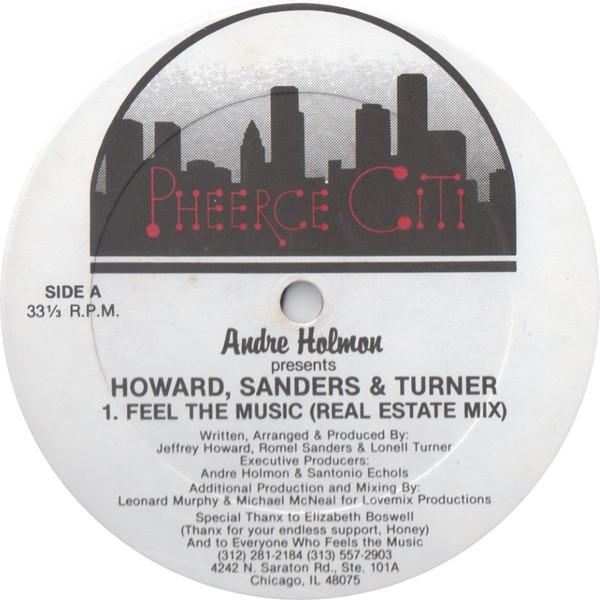 PHEERCE CITI
SIDE A
33⅓ R.P.M.
Andre Holmon
presents
HOWARD, SANDERS & TURNER
1. FEEL THE MUSIC (REAL ESTATE MIX)
Written, Arranged & Produced By:
Jeffrey Howard, Romel Sanders & Lonell Turner
Executive Producers:
Andre Holmon & Santonio Echols
Additional Production and Mixing By:
Leonard Murphy & Michael McNeal for Lovemix Productions
Special Thanx to Elizabeth Boswell
(Thanx for your endless support, Honey)
And to Everyone Who Feels the Music
(312) 281-2184 (313) 557-2903
4242 N. Saraton Rd., Ste. 101A
Chicago, IL 48075